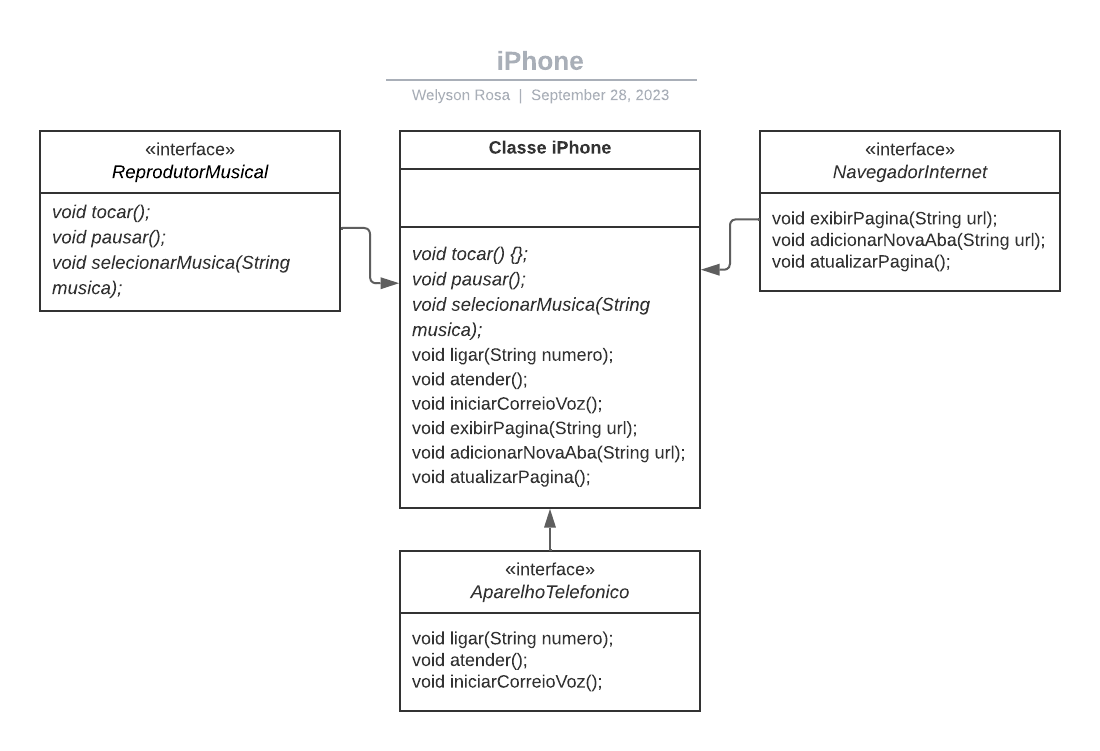 iPhone
Welyson Rosa | September 28, 2023
«interface»
ReprodutorMusical
void tocar();
void pausar();
void selecionarMusica(String
musica);
Classe iPhone
void tocar() {};
void pausar();
void selecionarMusica(String
musica);
void ligar(String numero);
void atender();
void iniciarCorreioVoz();
void exibirPagina(String url);
void adicionarNovaAba(String url);
void atualizarPagina();
«interface»
NavegadorInternet
void exibirPagina(String url);
void adicionarNovaAba(String url);
void atualizarPagina();
«interface»
AparelhoTelefonico
void ligar(String numero);
void atender();
void iniciarCorreioVoz();